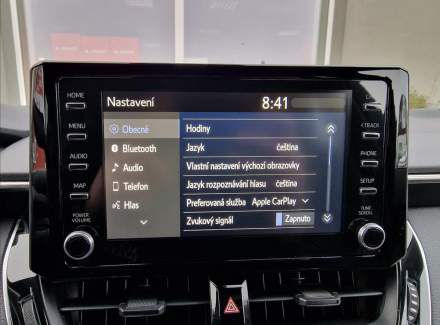 Nastavení 8:41
Obecné
Bluetooth
Audio
Telefon
Hlas
Hodiny
Jazyk čeština
Vlastní nastavení výchozí obrazovky
Jazyk rozpoznávání hlasu čeština
Preferovaná služba Apple CarPlay
Zvukový signál Zapnuto
HOME
MENU
AUDIO
MAP
POWER
VOLUME
<TRACK
PHONE
SETUP
TUNE
SCROLL